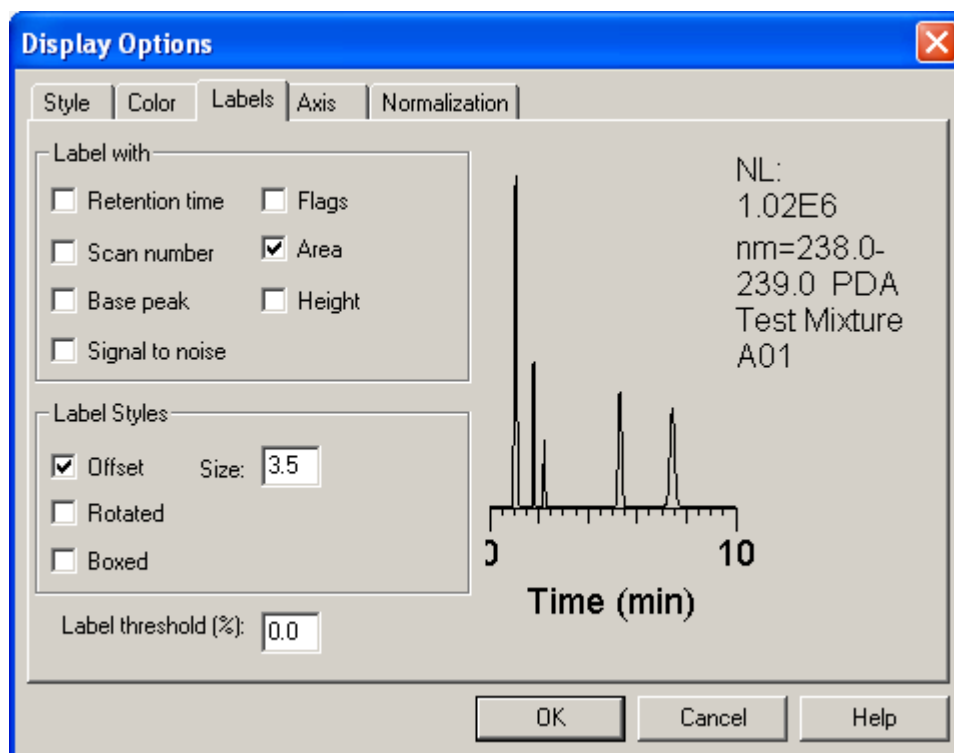 Display Options
Style Color Labels Axis Normalization
Label with
Retention time Flags
Scan number Area
Base peak Height
Signal to noise
Label Styles
Offset Size: 3.5
Rotated
Boxed
Label threshold (%): 0.0
NL:
1.02E6
nm=238.0-
239.0 PDA
Test Mixture
A01
0 10
Time (min)
OK Cancel Help